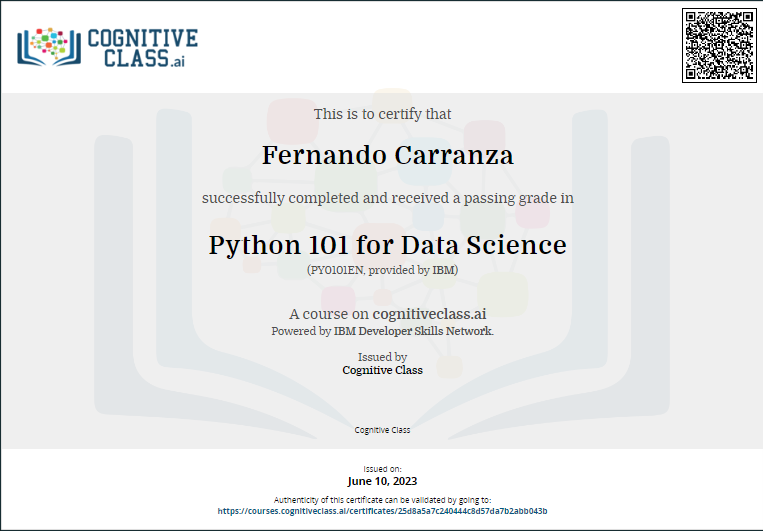 COGNITIVE
CLASS.ai
This is to certify that
Fernando Carranza
successfully completed and received a passing grade in
Python 101 for Data Science
(PY0101EN, provided by IBM)
A course on cognitiveclass.ai
Powered by IBM Developer Skills Network.
Issued by
Cognitive Class
Cognitive Class
Issued on:
June 10, 2023
Authenticity of this certificate can be validated by going to:
https://courses.cognitiveclass.ai/certificates/25d8a5a7c240444c8d57da7b2abb043b